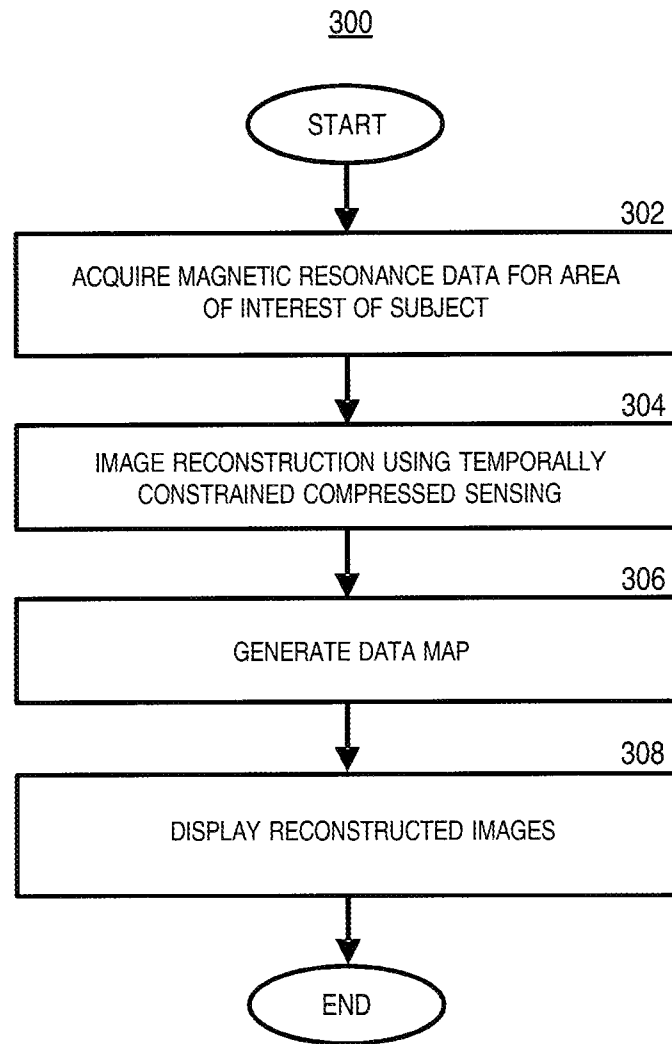 300
START
302
ACQUIRE MAGNETIC RESONANCE DATA FOR AREA
OF INTEREST OF SUBJECT
304
IMAGE RECONSTRUCTION USING TEMPORALLY
CONSTRAINED COMPRESSED SENSING
306
GENERATE DATA MAP
308
DISPLAY RECONSTRUCTED IMAGES
END